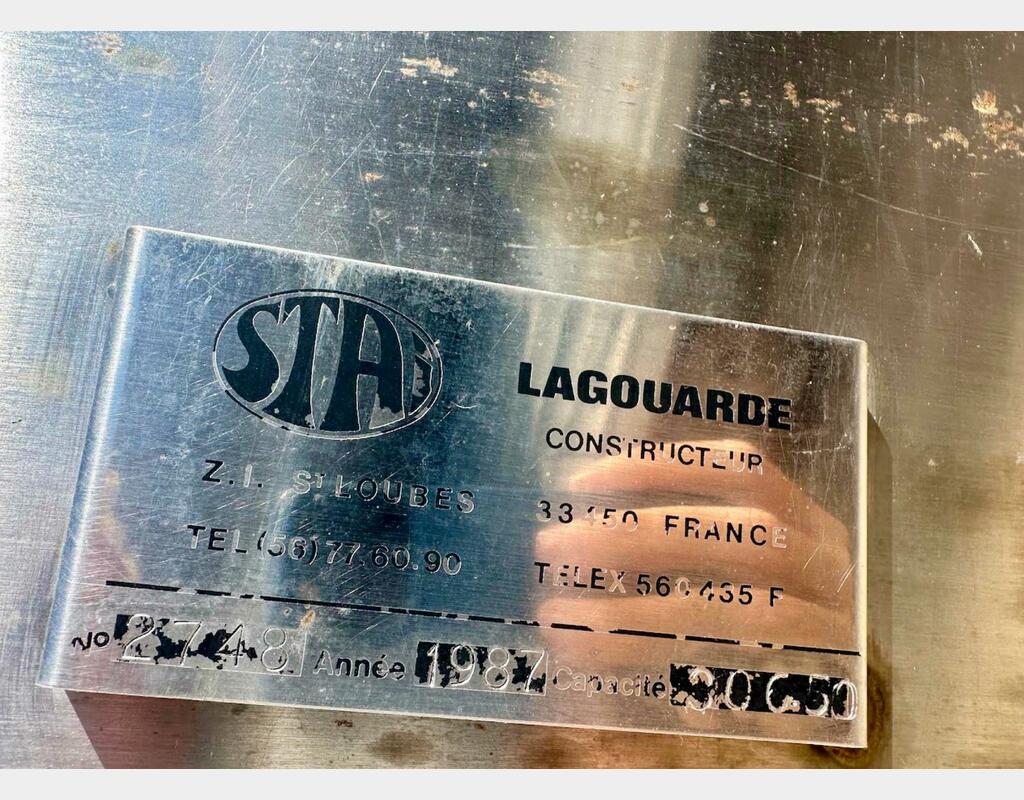 STA
LAGOUARDE
CONSTRUCTEUR
Z.I. ST LOUBES
33450 FRANCE
TEL (56) 77.60.90
TELEX 560435 F
No 2748 Année 1987 Capacité